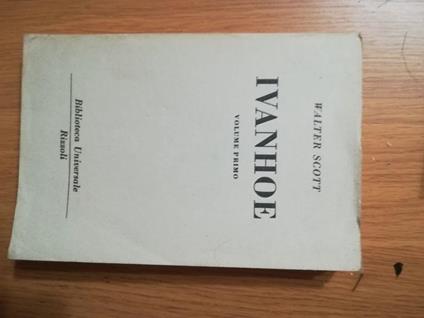 WALTER SCOTT
IVANHOE
VOLUME PRIMO
Biblioteca Universale
Rizzoli